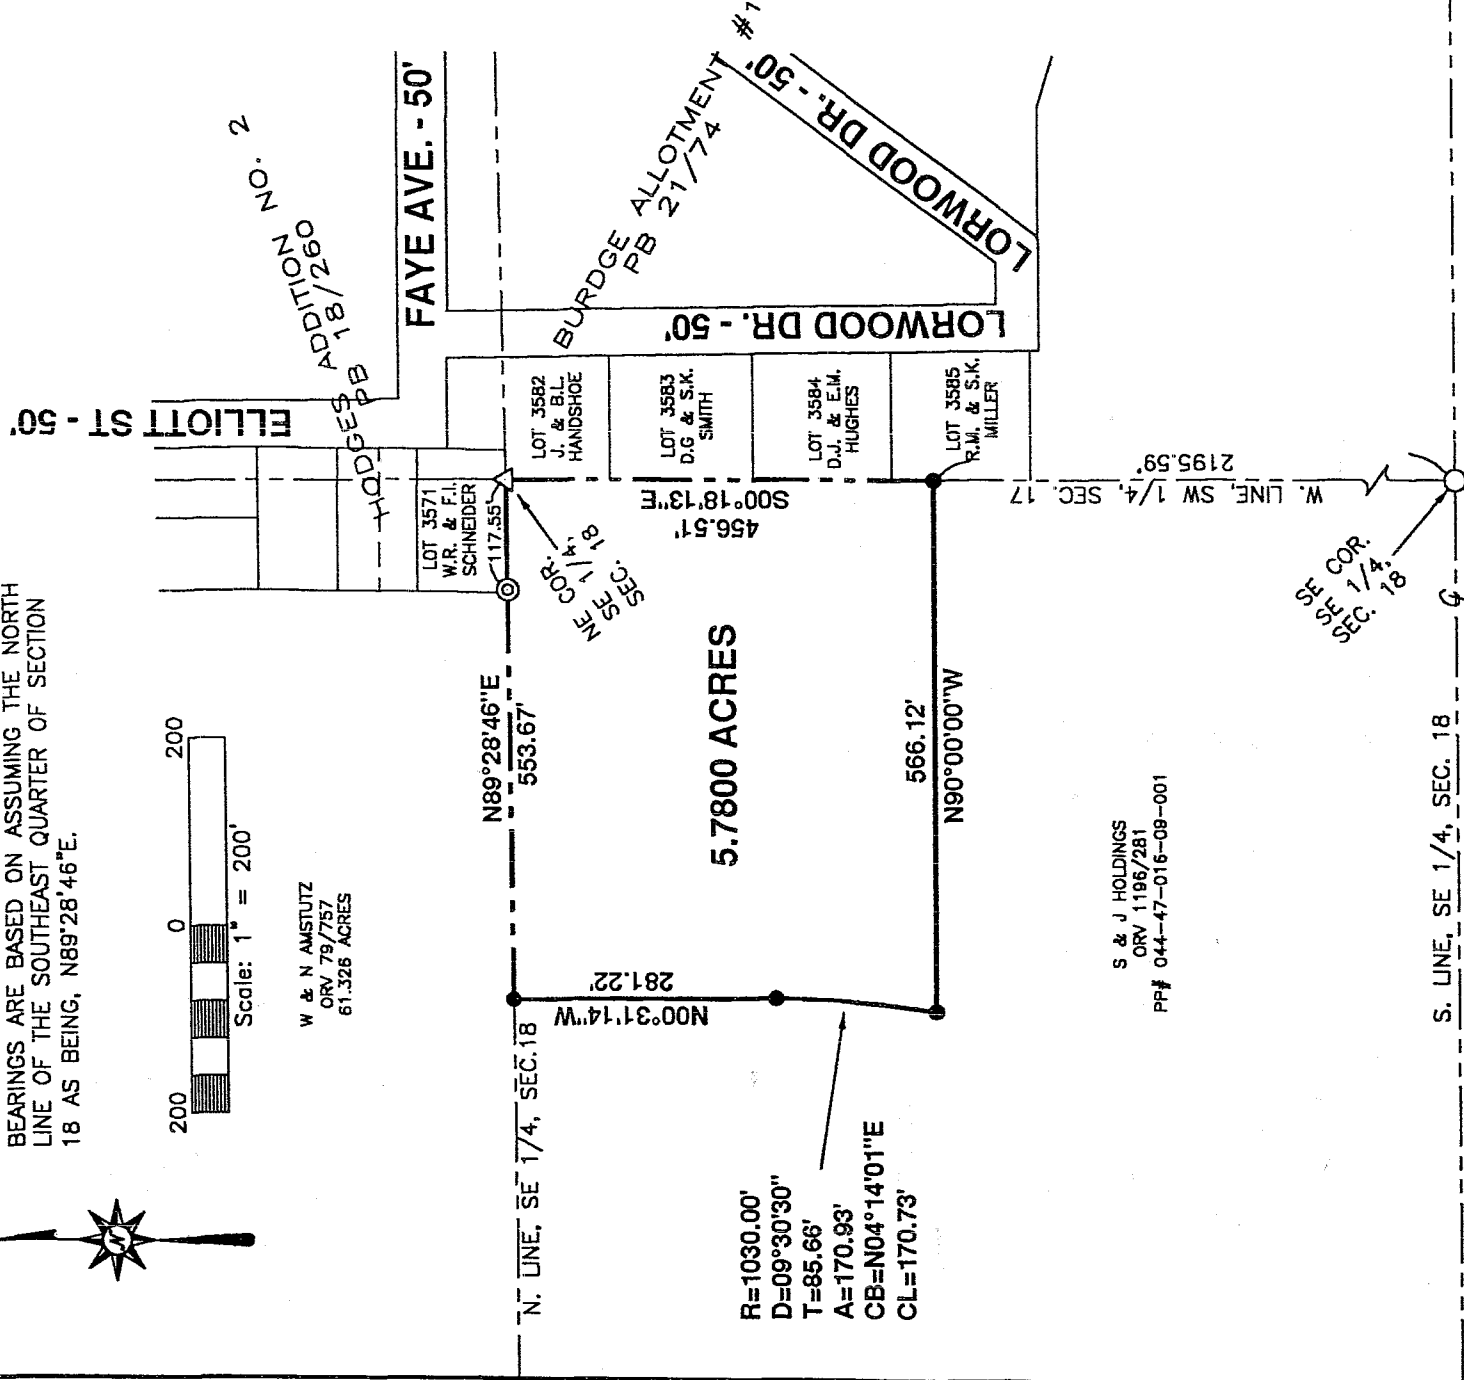 BEARINGS ARE BASED ON ASSUMING THE NORTH
LINE OF THE SOUTHEAST QUARTER OF SECTION
18 AS BEING, N89°28'46"E.
200
0
200
Scale: 1" = 200'
W & N AMSTUTZ
ORV 79/757
61.326 ACRES
N
ELLIOTT ST - 50'
HODGES ADDITION NO. 2
PB 18/260
FAYE AVE. - 50'
BURDGE ALLOTMENT #1
PB 21/74
LORWOOD DR. - 50'
LORWOOD DR. - 50'
LOT 3571
W.R. & F.I.
SCHNEIDER
117.55'
LOT 3582
J. & B.L.
HANDSHOE
LOT 3583
D.G & S.K.
SMITH
LOT 3584
D.J. & E.M.
HUGHES
LOT 3585
R.M. & S.K.
MILLER
NE COR.
SE 1/4,
SEC. 18
N89°28'46"E
553.67'
S00°18'13"E
456.51'
5.7800 ACRES
566.12'
N90°00'00"W
281.22'
N00°31'14"W
N. LINE, SE 1/4, SEC.18
R=1030.00'
D=09°30'30"
T=85.66'
A=170.93'
CB=N04°14'01"E
CL=170.73'
W. LINE, SW 1/4, SEC. 17
2195.59'
SE COR.
SE 1/4,
SEC. 18
S & J HOLDINGS
ORV 1196/281
PP# 044-47-016-09-001
S. LINE, SE 1/4, SEC. 18